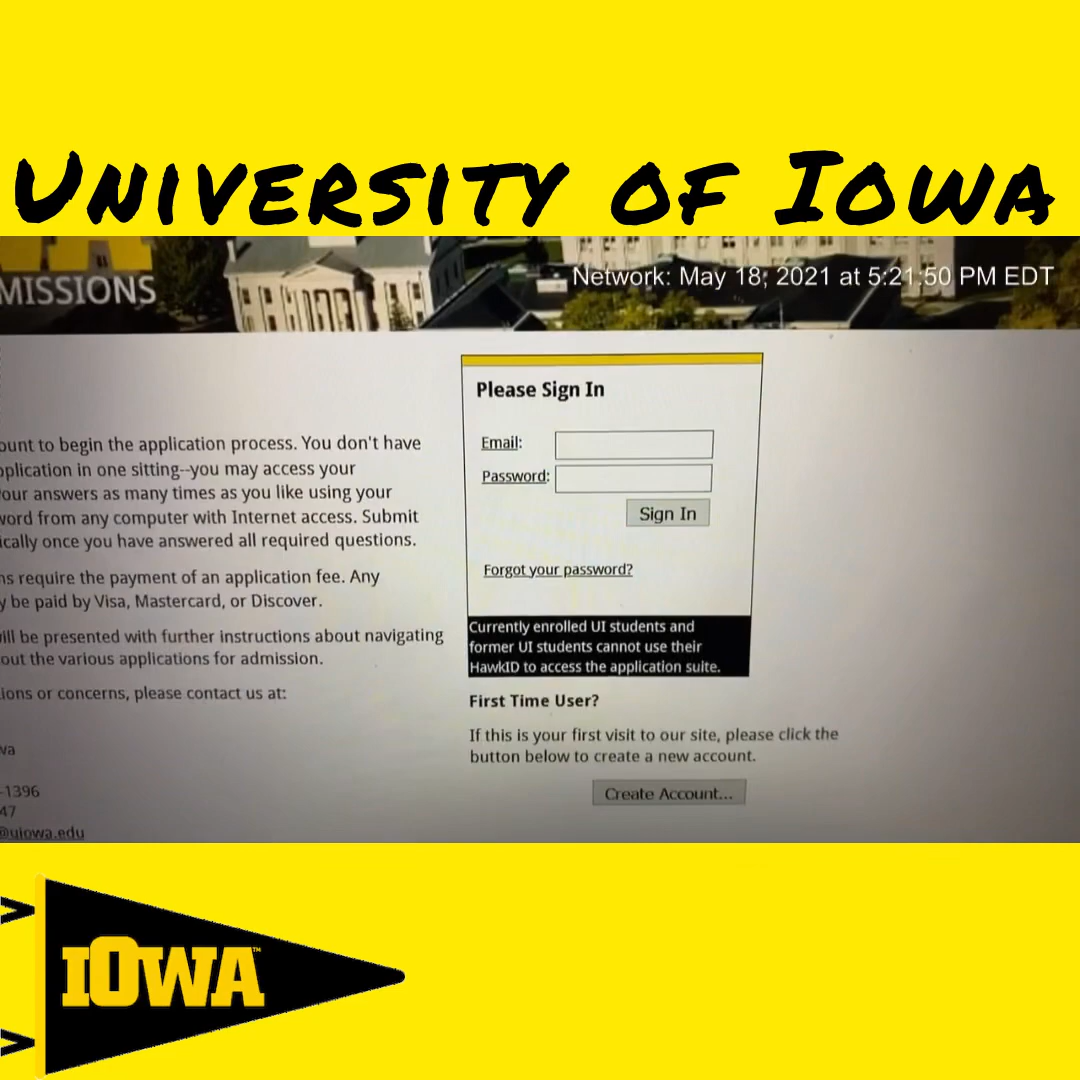 University of Iowa
MISSIONS
Network: May 18, 2021 at 5:21:50 PM EDT
Please Sign In
Email:
Password:
Sign In
Forgot your password?
Currently enrolled UI students and
former UI students cannot use their
HawkID to access the application suite.
First Time User?
If this is your first visit to our site, please click the
button below to create a new account.
Create Account...
ount to begin the application process. You don't have
pplication in one sitting--you may access your
our answers as many times as you like using your
word from any computer with Internet access. Submit
ically once you have answered all required questions.
ns require the payment of an application fee. Any
y be paid by Visa, Mastercard, or Discover.
ill be presented with further instructions about navigating
out the various applications for admission.
ions or concerns, please contact us at:
wa
-1396
47
@uiowa.edu
IOWA
TM